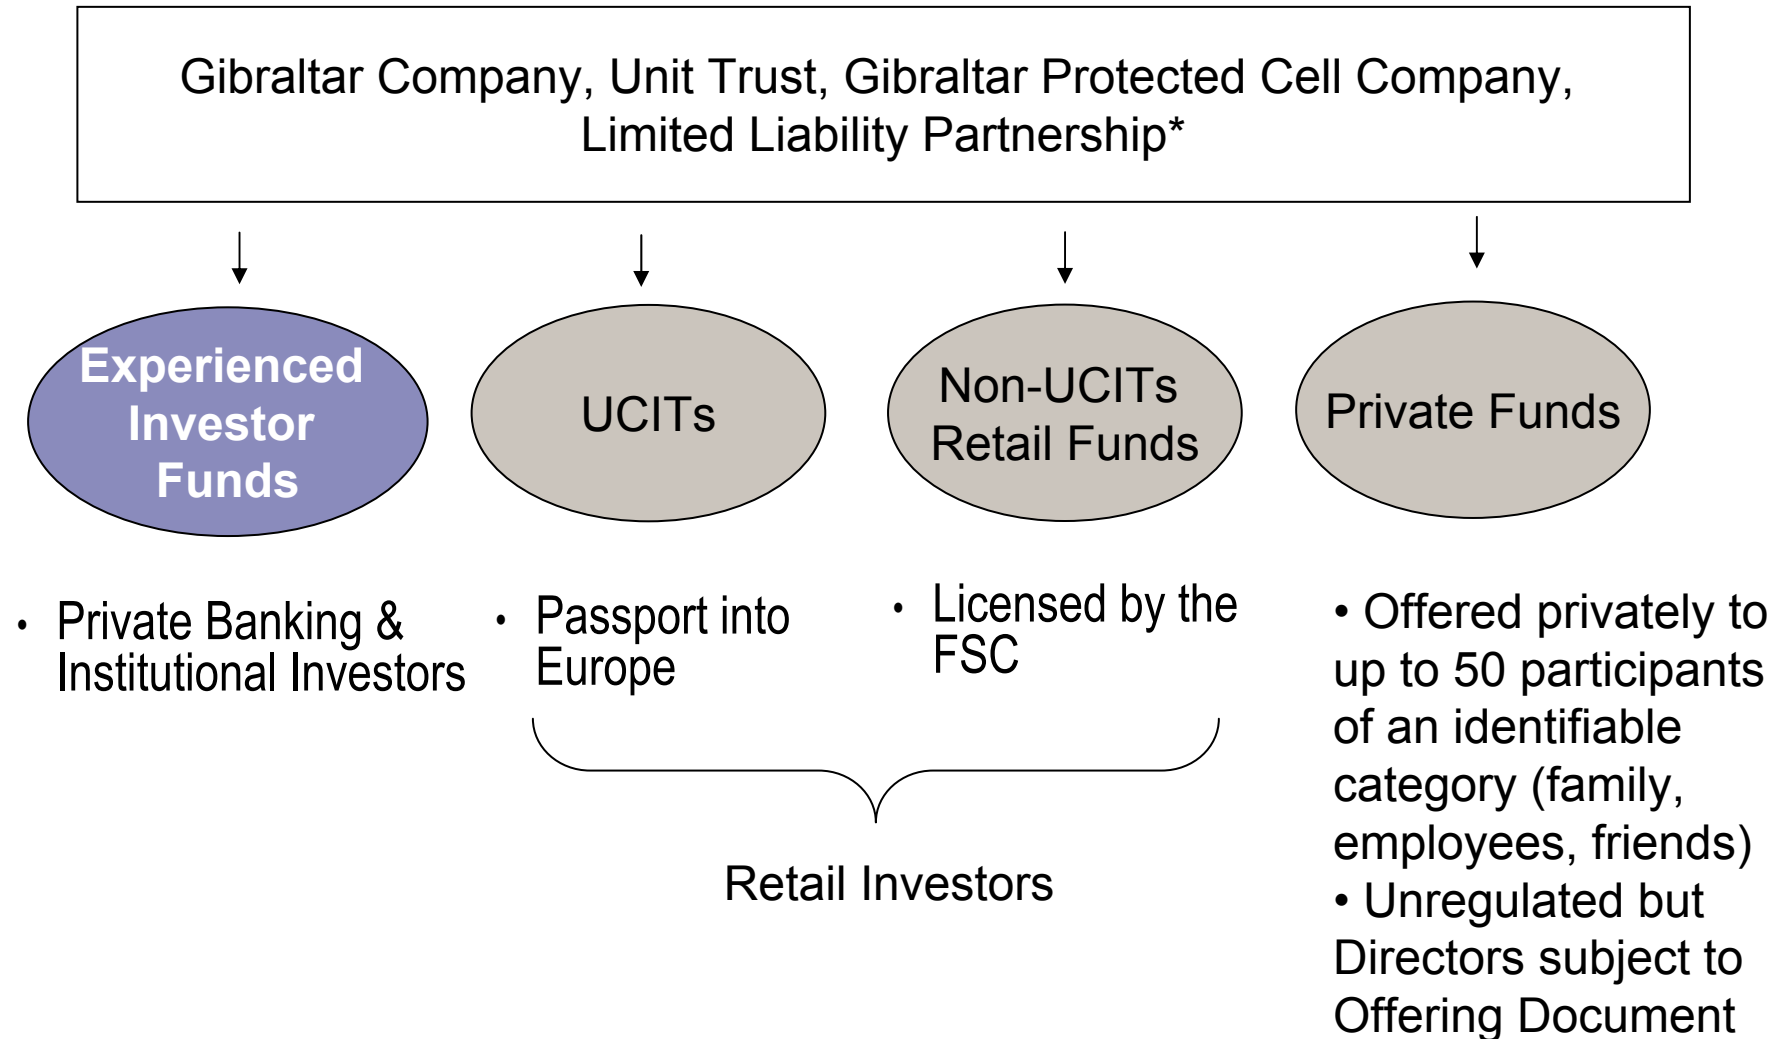 Gibraltar Company, Unit Trust, Gibraltar Protected Cell Company,
Limited Liability Partnership*
Experienced
Investor
Funds
UCITs
Non-UCITs
Retail Funds
Private Funds
• Private Banking &
Institutional Investors
• Passport into
Europe
• Licensed by the
FSC
Retail Investors
• Offered privately to
up to 50 participants
of an identifiable
category (family,
employees, friends)
• Unregulated but
Directors subject to
Offering Document